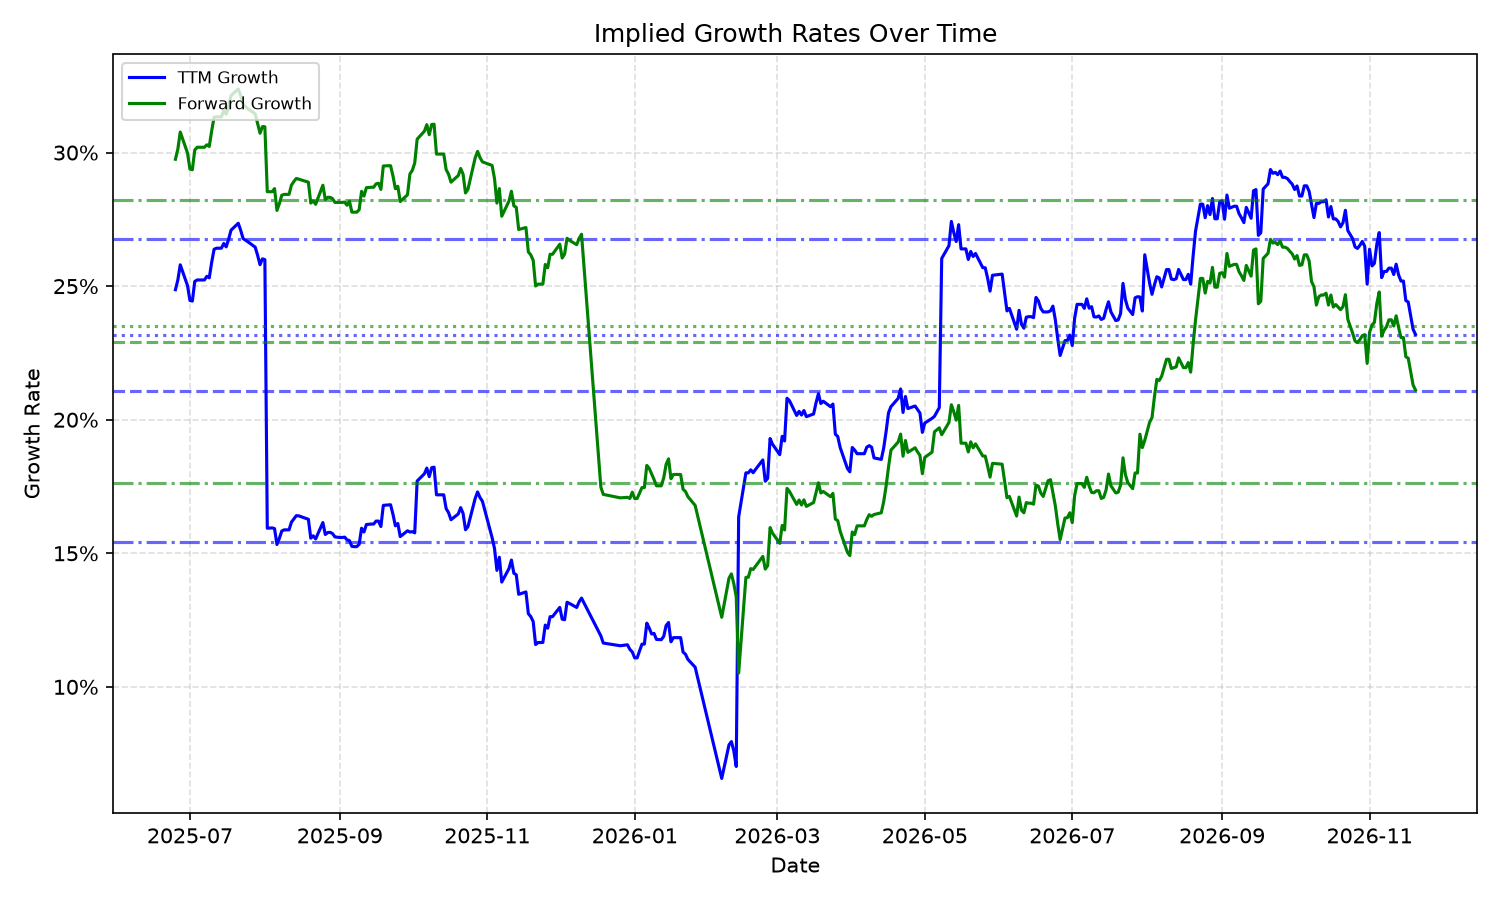 Implied Growth Rates Over Time
TTM Growth
Forward Growth
30%
25%
20%
15%
10%
Growth Rate
2025-07
2025-09
2025-11
2026-01
2026-03
2026-05
2026-07
2026-09
2026-11
Date